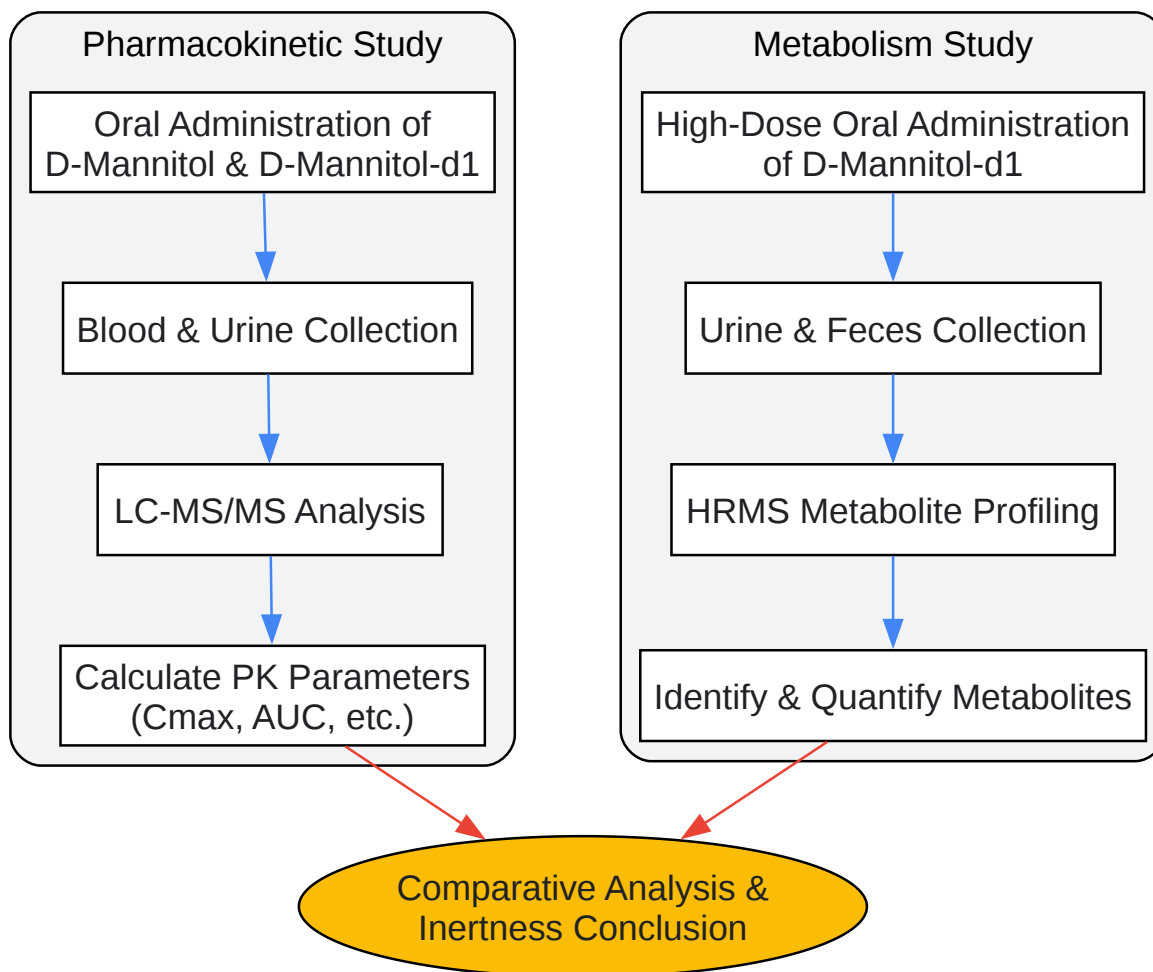 Pharmacokinetic Study
Oral Administration of
D-Mannitol & D-Mannitol-d1
Blood & Urine Collection
LC-MS/MS Analysis
Calculate PK Parameters
(Cmax, AUC, etc.)
Metabolism Study
High-Dose Oral Administration
of D-Mannitol-d1
Urine & Feces Collection
HRMS Metabolite Profiling
Identify & Quantify Metabolites
Comparative Analysis &
Inertness Conclusion